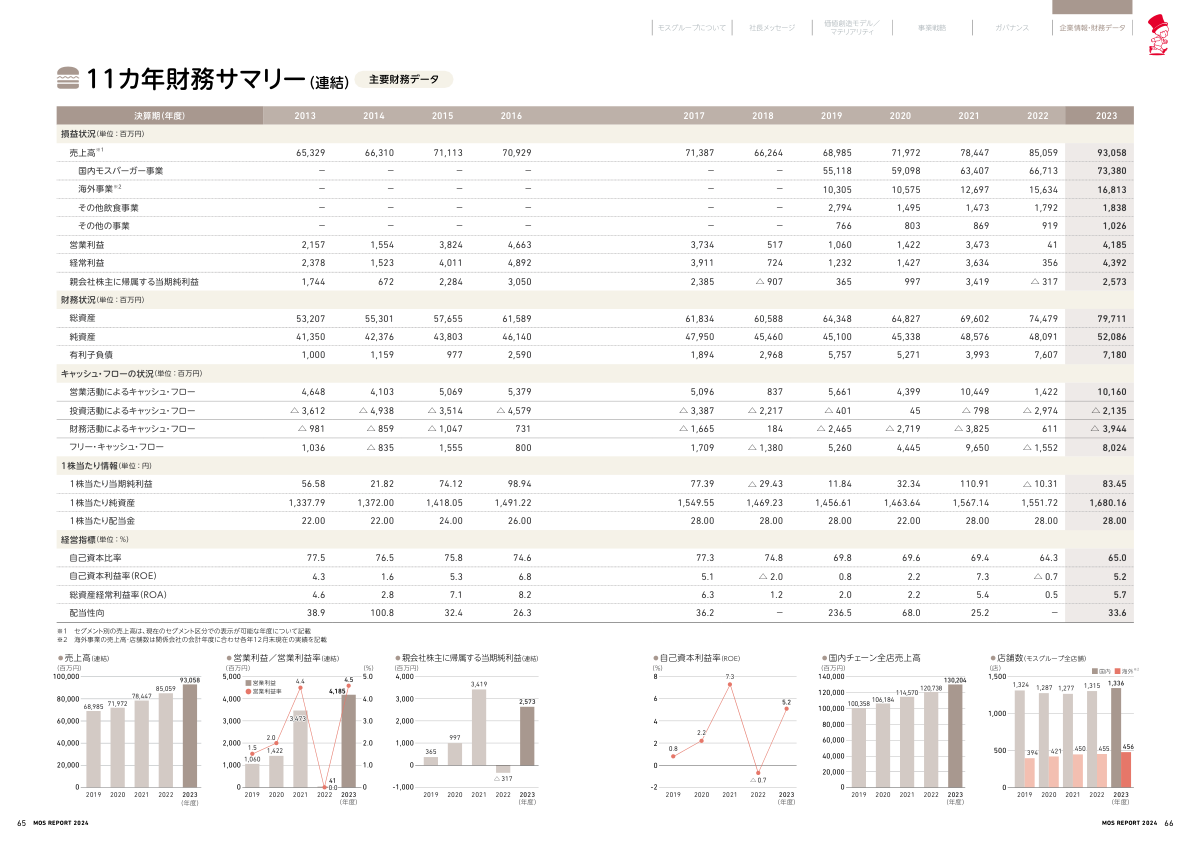 モスグループについて
社長メッセージ
価値創造モデル／
マテリアリティ
事業戦略
ガバナンス
企業情報・財務データ
11カ年財務サマリー（連結） 主要財務データ
決算期（年度） 2013 2014 2015 2016 2017 2018 2019 2020 2021 2022 2023
損益状況（単位：百万円）
売上高※1 65,329 66,310 71,113 70,929 71,387 66,264 68,985 71,972 78,447 85,059 93,058
国内モスバーガー事業 － － － － － － 55,118 59,098 63,407 66,713 73,380
海外事業※2 － － － － － － 10,305 10,575 12,697 15,634 16,813
その他飲食事業 － － － － － － 2,794 1,495 1,473 1,792 1,838
その他の事業 － － － － － － 766 803 869 919 1,026
営業利益 2,157 1,554 3,824 4,663 3,734 517 1,060 1,422 3,473 41 4,185
経常利益 2,378 1,523 4,011 4,892 3,911 724 1,232 1,427 3,634 356 4,392
親会社株主に帰属する当期純利益 1,744 672 2,284 3,050 2,385 △ 907 365 997 3,419 △ 317 2,573
財務状況（単位：百万円）
総資産 53,207 55,301 57,655 61,589 61,834 60,588 64,348 64,827 69,602 74,479 79,711
純資産 41,350 42,376 43,803 46,140 47,950 45,460 45,100 45,338 48,576 48,091 52,086
有利子負債 1,000 1,159 977 2,590 1,894 2,968 5,757 5,271 3,993 7,607 7,180
キャッシュ・フローの状況（単位：百万円）
営業活動によるキャッシュ・フロー 4,648 4,103 5,069 5,379 5,096 837 5,661 4,399 10,449 1,422 10,160
投資活動によるキャッシュ・フロー △ 3,612 △ 4,938 △ 3,514 △ 4,579 △ 3,387 △ 2,217 △ 401 45 △ 798 △ 2,974 △ 2,135
財務活動によるキャッシュ・フロー △ 981 △ 859 △ 1,047 731 △ 1,665 184 △ 2,465 △ 2,719 △ 3,825 611 △ 3,944
フリー・キャッシュ・フロー 1,036 △ 835 1,555 800 1,709 △ 1,380 5,260 4,445 9,650 △ 1,552 8,024
1株当たり情報（単位：円）
1株当たり当期純利益 56.58 21.82 74.12 98.94 77.39 △ 29.43 11.84 32.34 110.91 △ 10.31 83.45
1株当たり純資産 1,337.79 1,372.00 1,418.05 1,491.22 1,549.55 1,469.23 1,456.61 1,463.64 1,567.14 1,551.72 1,680.16
1株当たり配当金 22.00 22.00 24.00 26.00 28.00 28.00 28.00 22.00 28.00 28.00 28.00
経営指標（単位：%）
自己資本比率 77.5 76.5 75.8 74.6 77.3 74.8 69.8 69.6 69.4 64.3 65.0
自己資本利益率（ROE） 4.3 1.6 5.3 6.8 5.1 △ 2.0 0.8 2.2 7.3 △ 0.7 5.2
総資産経常利益率（ROA） 4.6 2.8 7.1 8.2 6.3 1.2 2.0 2.2 5.4 0.5 5.7
配当性向 38.9 100.8 32.4 26.3 36.2 － 236.5 68.0 25.2 － 33.6
※1 セグメント別の売上高は、現在のセグメント区分での表示が可能な年度について記載
※2 海外事業の売上高・店舗数は関係会社の会計年度に合わせ各年12月末現在の実績を記載
●売上高（連結）
（百万円）
100,000
80,000
60,000
40,000
20,000
0
68,985 71,972 78,447 85,059 93,058
2019 2020 2021 2022 2023
（年度）
●営業利益／営業利益率（連結）
（百万円） （%）
営業利益
営業利益率
5,000 5.0
4,000 4.0
3,000 3.0
2,000 2.0
1,000 1.0
0 0
1.5 2.0 4.4 0.0 4.5
1,060 1,422 3,473 41 4,185
2019 2020 2021 2022 2023
（年度）
●親会社株主に帰属する当期純利益（連結）
（百万円）
4,000
3,000
2,000
1,000
0
-1,000
365 997 3,419 △ 317 2,573
2019 2020 2021 2022 2023
（年度）
●自己資本利益率（ROE）
（%）
8
6
4
2
0
-2
0.8 2.2 7.3 △ 0.7 5.2
2019 2020 2021 2022 2023
（年度）
●国内チェーン全店売上高
（百万円）
140,000
120,000
100,000
80,000
60,000
40,000
20,000
0
100,358 106,184 114,570 120,738 130,204
2019 2020 2021 2022 2023
（年度）
●店舗数（モスグループ全店舗）
（店）
国内 海外※2
1,500
1,000
500
0
1,324 1,287 1,277 1,315 1,336
394 421 450 455 456
2019 2020 2021 2022 2023
（年度）
65 MOS REPORT 2024
MOS REPORT 2024 66